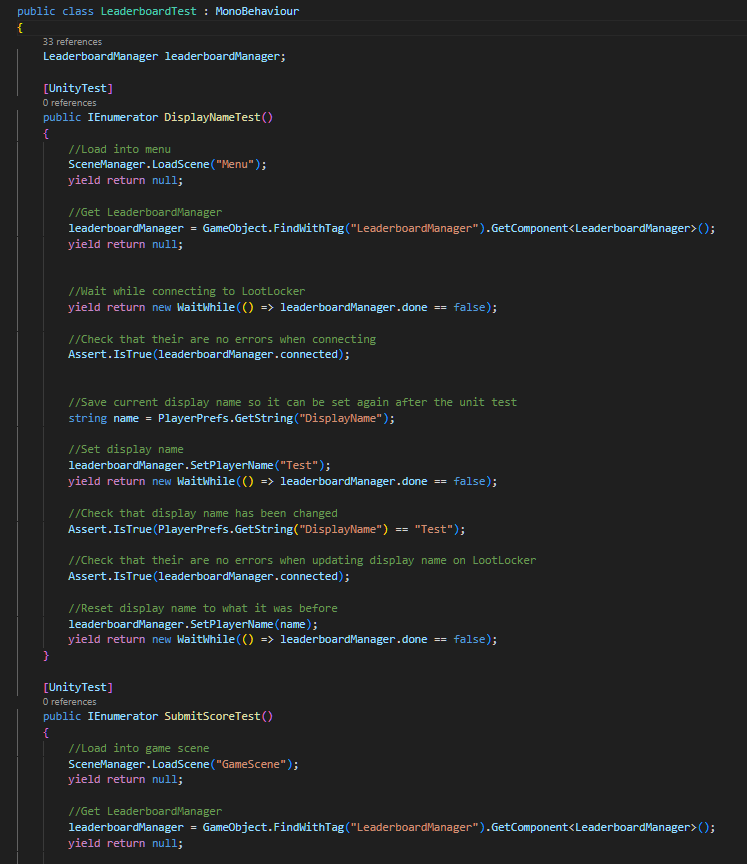 public class LeaderboardTest : MonoBehaviour
{
33 references
LeaderboardManager leaderboardManager;
[UnityTest]
0 references
public IEnumerator DisplayNameTest()
{
//Load into menu
SceneManager.LoadScene("Menu");
yield return null;
//Get LeaderboardManager
leaderboardManager = GameObject.FindWithTag("LeaderboardManager").GetComponent<LeaderboardManager>();
yield return null;
//Wait while connecting to LootLocker
yield return new WaitWhile(() => leaderboardManager.done == false);
//Check that their are no errors when connecting
Assert.IsTrue(leaderboardManager.connected);
//Save current display name so it can be set again after the unit test
string name = PlayerPrefs.GetString("DisplayName");
//Set display name
leaderboardManager.SetPlayerName("Test");
yield return new WaitWhile(() => leaderboardManager.done == false);
//Check that display name has been changed
Assert.IsTrue(PlayerPrefs.GetString("DisplayName") == "Test");
//Check that their are no errors when updating display name on LootLocker
Assert.IsTrue(leaderboardManager.connected);
//Reset display name to what it was before
leaderboardManager.SetPlayerName(name);
yield return new WaitWhile(() => leaderboardManager.done == false);
}
[UnityTest]
0 references
public IEnumerator SubmitScoreTest()
{
//Load into game scene
SceneManager.LoadScene("GameScene");
yield return null;
//Get LeaderboardManager
leaderboardManager = GameObject.FindWithTag("LeaderboardManager").GetComponent<LeaderboardManager>();
yield return null;